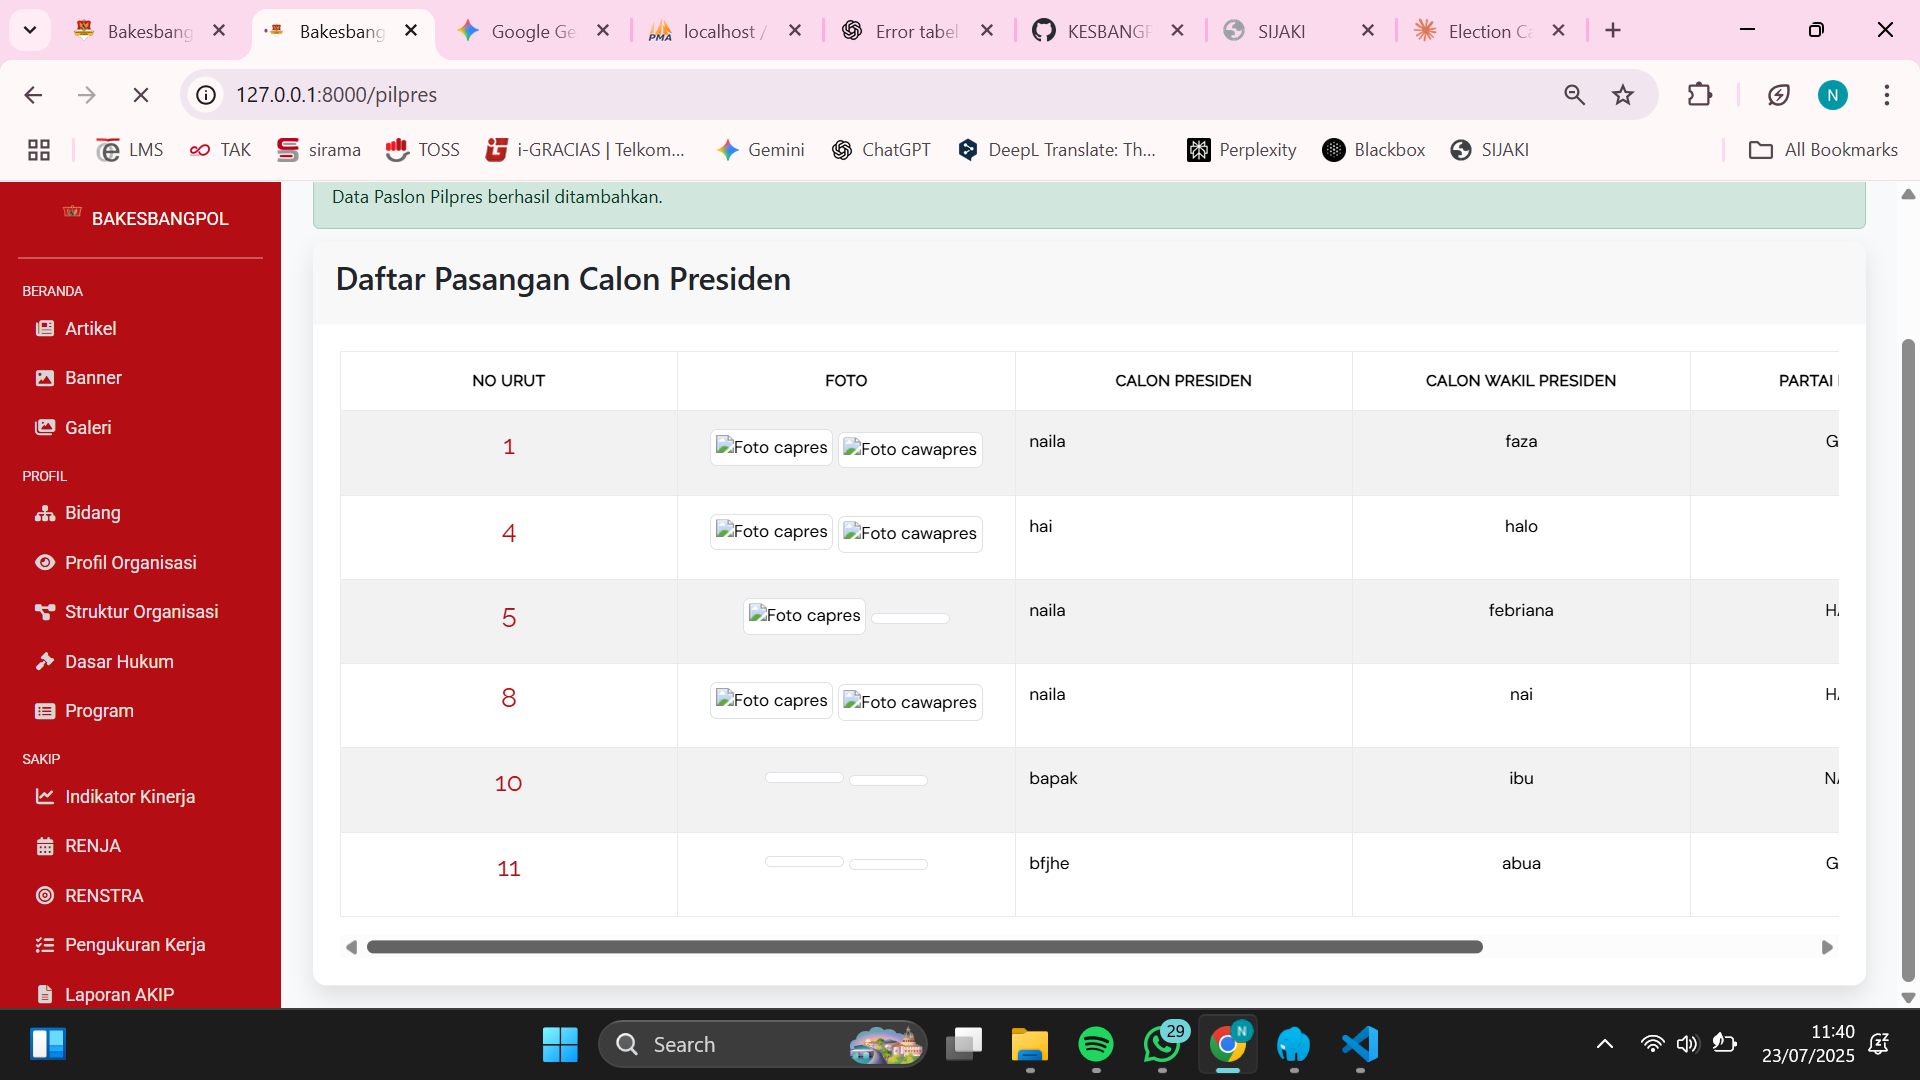 Bakesbang
Bakesbang
Google Ge
localhost /
Error tabel
KESBANGP
SIJAKI
Election Ca
127.0.0.1:8000/pilpres
N
LMS
TAK
sirama
TOSS
i-GRACIAS | Telkom...
Gemini
ChatGPT
DeepL Translate: Th...
Perplexity
Blackbox
SIJAKI
All Bookmarks
BAKESBANGPOL
BERANDA
Artikel
Banner
Galeri
PROFIL
Bidang
Profil Organisasi
Struktur Organisasi
Dasar Hukum
Program
SAKIP
Indikator Kinerja
RENJA
RENSTRA
Pengukuran Kerja
Laporan AKIP
Data Paslon Pilpres berhasil ditambahkan.
Daftar Pasangan Calon Presiden
NO URUT FOTO CALON PRESIDEN CALON WAKIL PRESIDEN PARTAI
1 Foto capres Foto cawapres naila faza G
4 Foto capres Foto cawapres hai halo
5 Foto capres naila febriana HA
8 Foto capres Foto cawapres naila nai HA
10 bapak ibu NA
11 bfjhe abua G
Search
29
N
11:40
23/07/2025